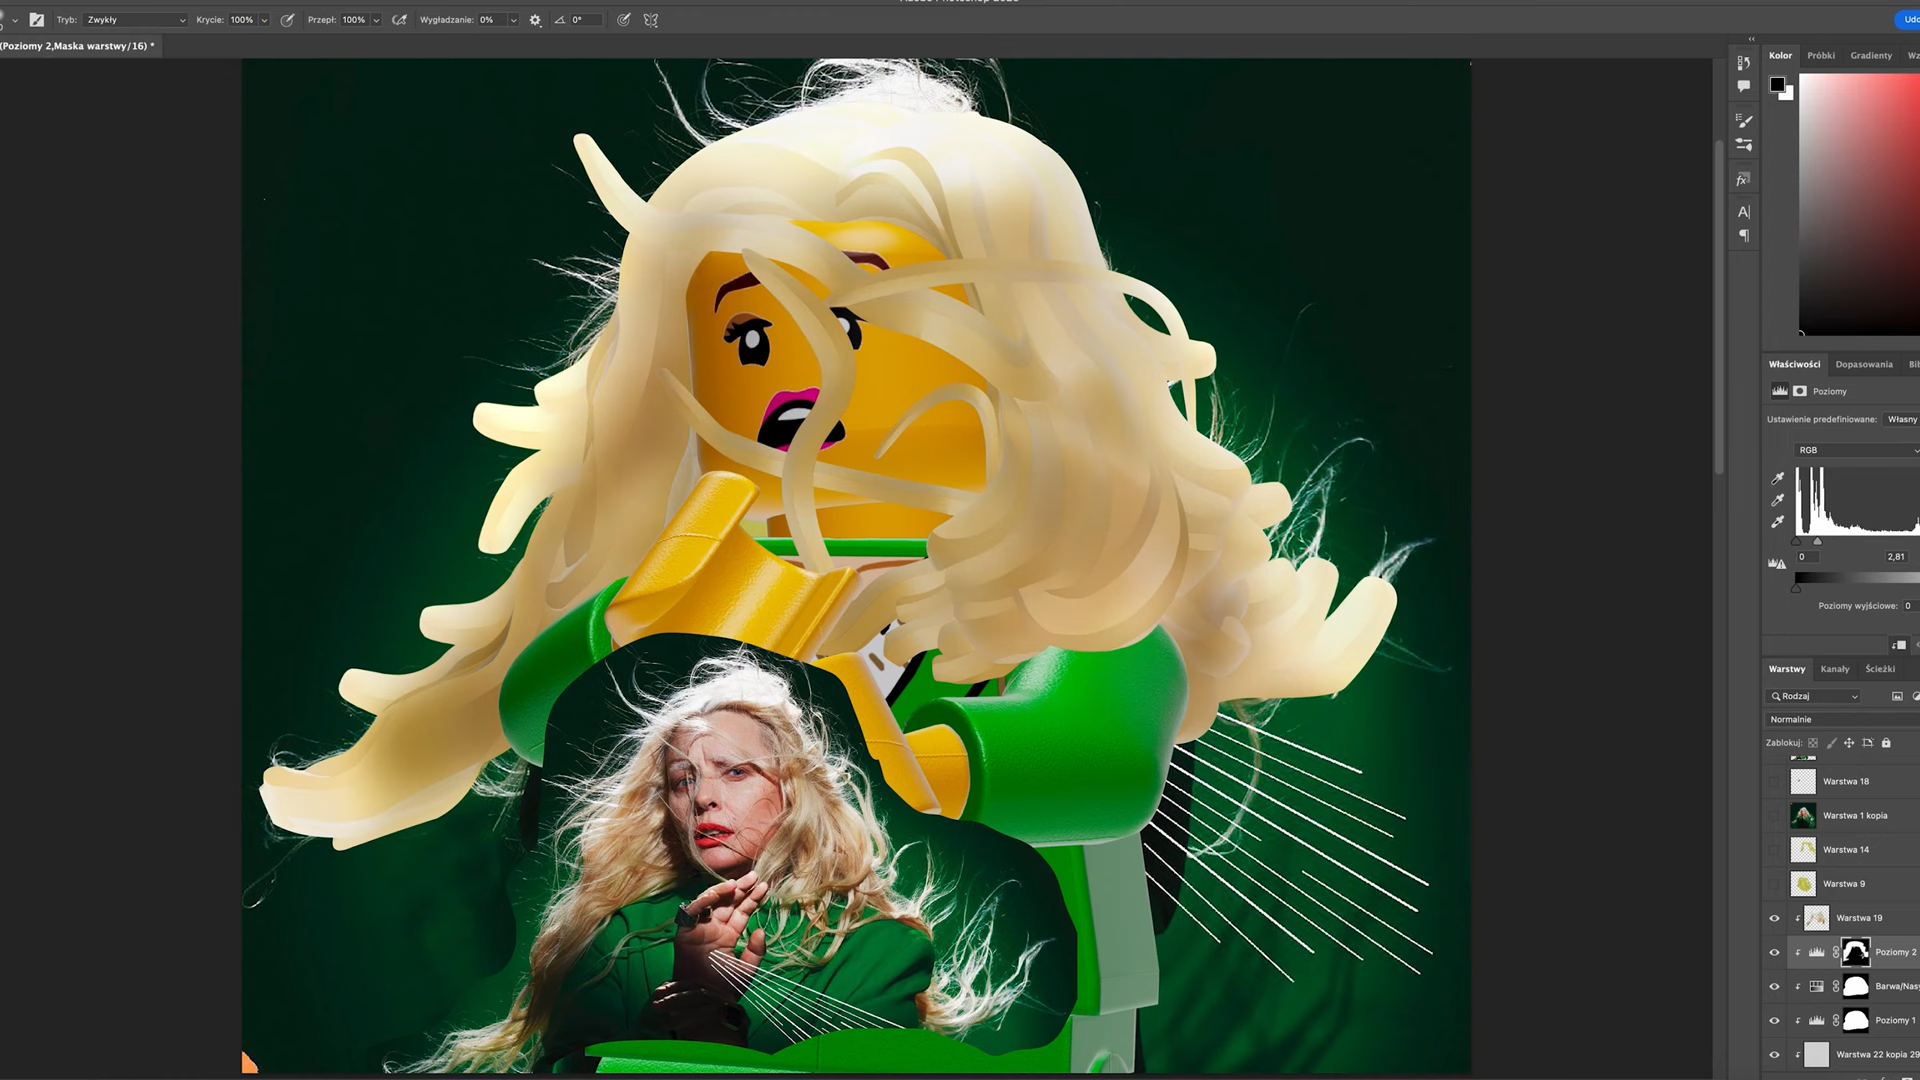 Tryb: Zwykły Krycie: 100% Przepł: 100% Wygładzanie: 0% 0°
(Poziomy 2,Maska warstwy/16) *
Kolor Próbki Gradienty
Właściwości Dopasowania
Poziomy
Ustawienie predefiniowane: Własny
RGB
0 2,81
Poziomy wyjściowe: 0
Warstwy Kanały Ścieżki
Rodzaj
Normalnie
Zablokuj:
Warstwa 18
Warstwa 1 kopia
Warstwa 14
Warstwa 9
Warstwa 19
Poziomy 2
Barwa/Nasy
Poziomy 1
Warstwa 22 kopia 29